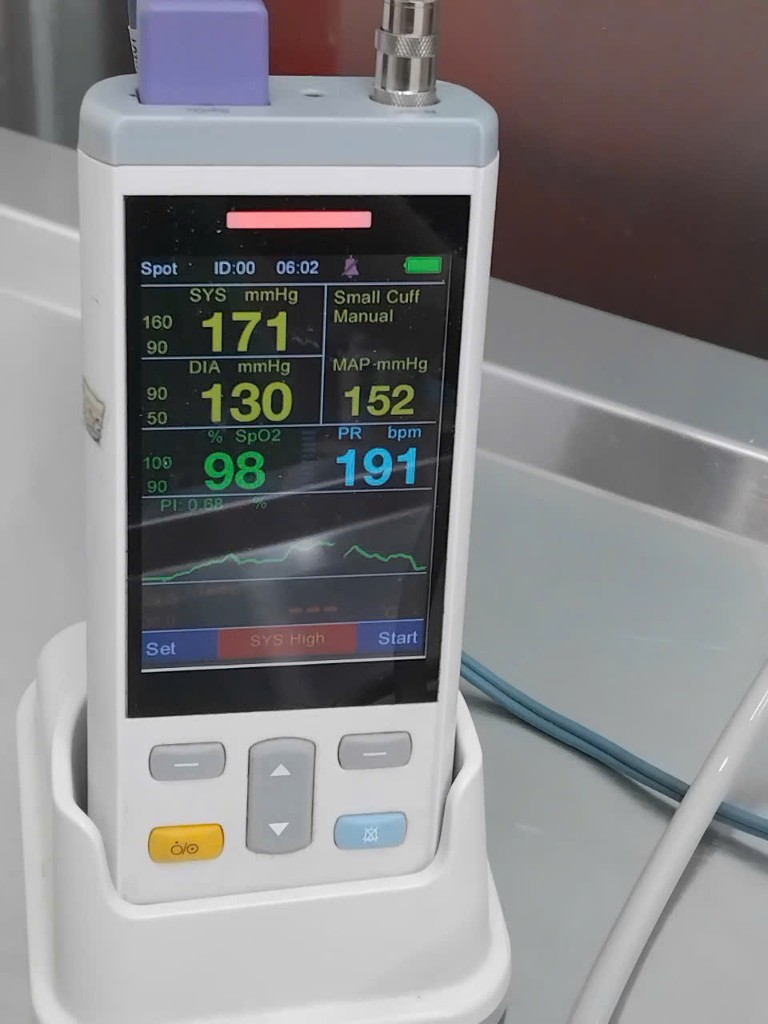 Spot ID:00 06:02
SYS mmHg
160
90
171
Small Cuff
Manual
DIA mmHg
90
50
130
MAP-mmHg
152
% SpO2
100
90
98
PR bpm
191
PI: 0.68 %
---
Set SYS High Start